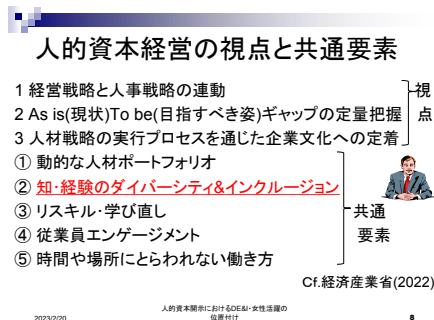 人的資本経営の視点と共通要素
1 経営戦略と人事戦略の連動
2 As is(現状)To be(目指すべき姿)ギャップの定量把握
3 人材戦略の実行プロセスを通じた企業文化への定着
視点
① 動的な人材ポートフォリオ
② 知・経験のダイバーシティ&インクルージョン
③ リスキル・学び直し
④ 従業員エンゲージメント
⑤ 時間や場所にとらわれない働き方
共通
要素
Cf.経済産業省(2022)
2023/2/20
人的資本開示におけるDE&I・女性活躍の
位置付け
8